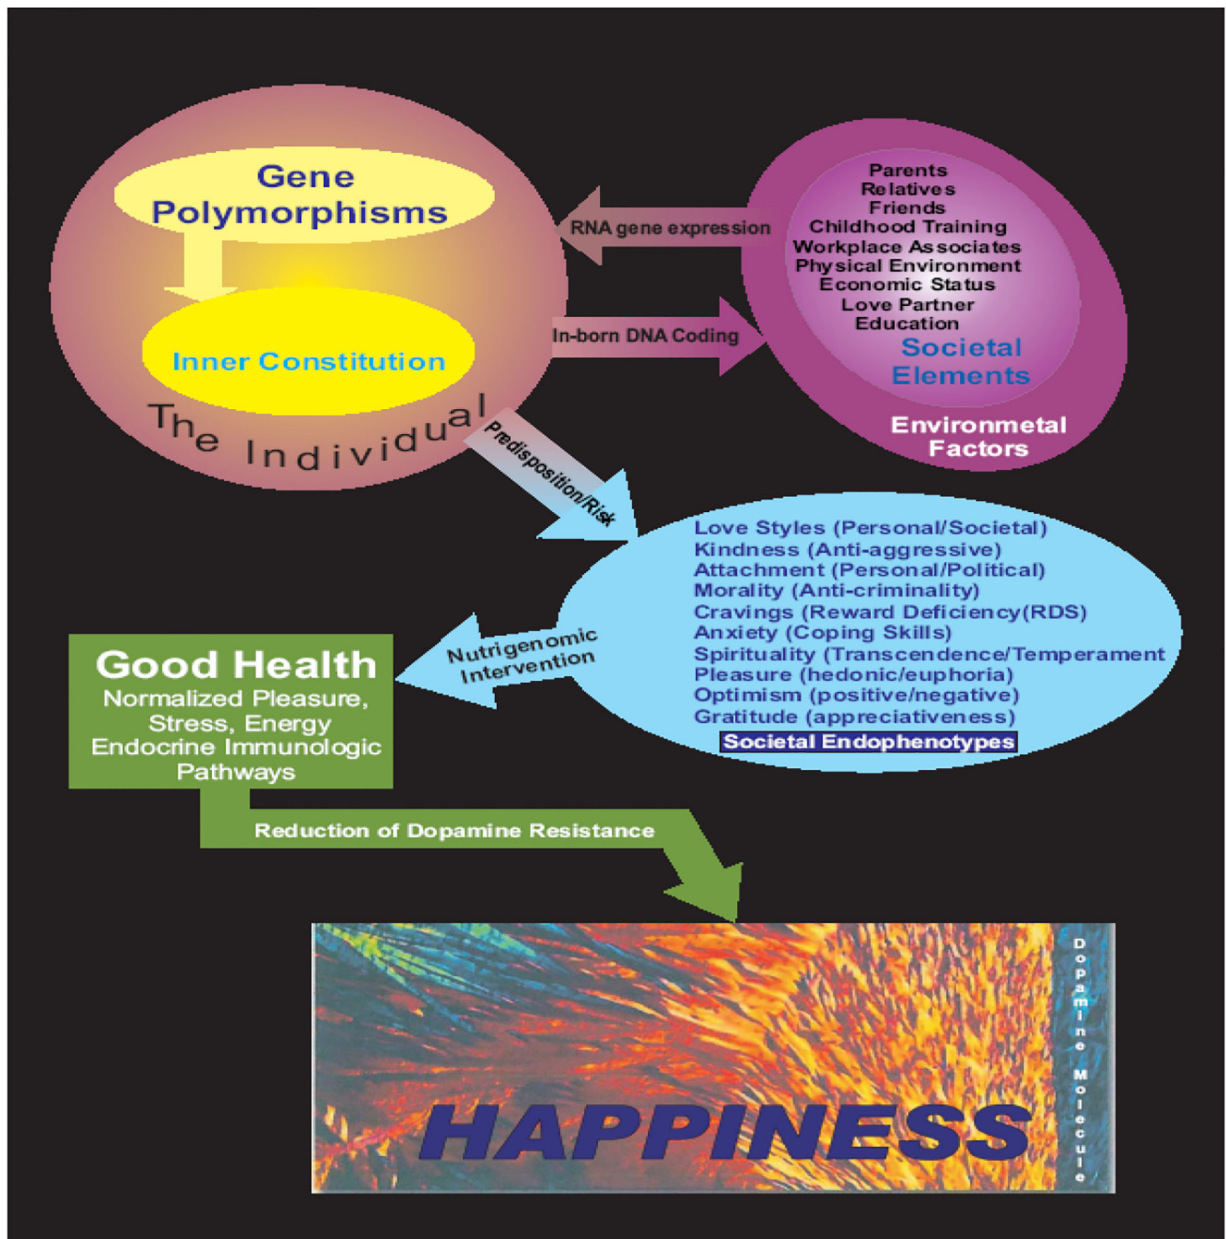 Gene
Polymorphisms
Inner Constitution
The Individual
RNA gene expression
In-born DNA Coding
Parents
Relatives
Friends
Childhood Training
Workplace Associates
Physical Environment
Economic Status
Love Partner
Education
Societal
Elements
Environmetal
Factors
Predisposition/Risk
Love Styles (Personal/Societal)
Kindness (Anti-aggressive)
Attachment (Personal/Political)
Morality (Anti-criminality)
Cravings (Reward Deficiency(RDS)
Anxiety (Coping Skills)
Spirituality (Transcendence/Temperament
Pleasure (hedonic/euphoria)
Optimism (positive/negative)
Gratitude (appreciativeness)
Societal Endophenotypes
Nutrigenomic
Intervention
Good Health
Normalized Pleasure,
Stress, Energy
Endocrine Immunologic
Pathways
Reduction of Dopamine Resistance
Dopamine Molecule
HAPPINESS